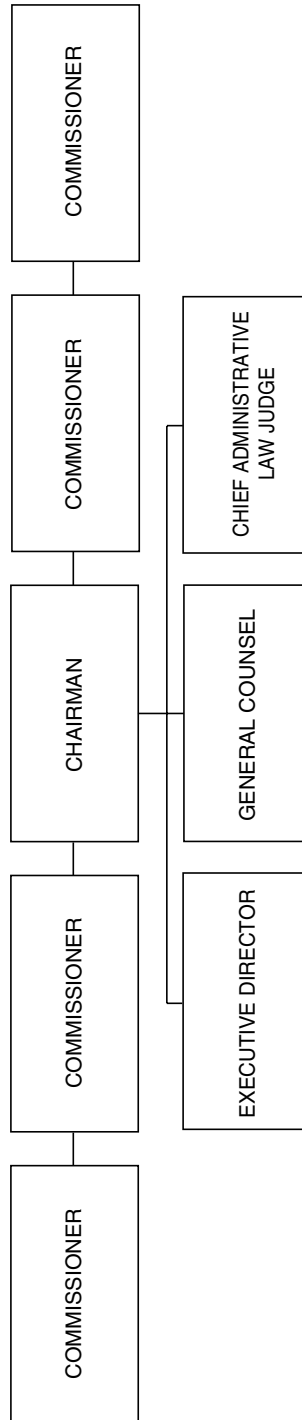 COMMISSIONER
COMMISSIONER
CHAIRMAN
COMMISSIONER
COMMISSIONER
EXECUTIVE DIRECTOR
GENERAL COUNSEL
CHIEF ADMINISTRATIVE
LAW JUDGE